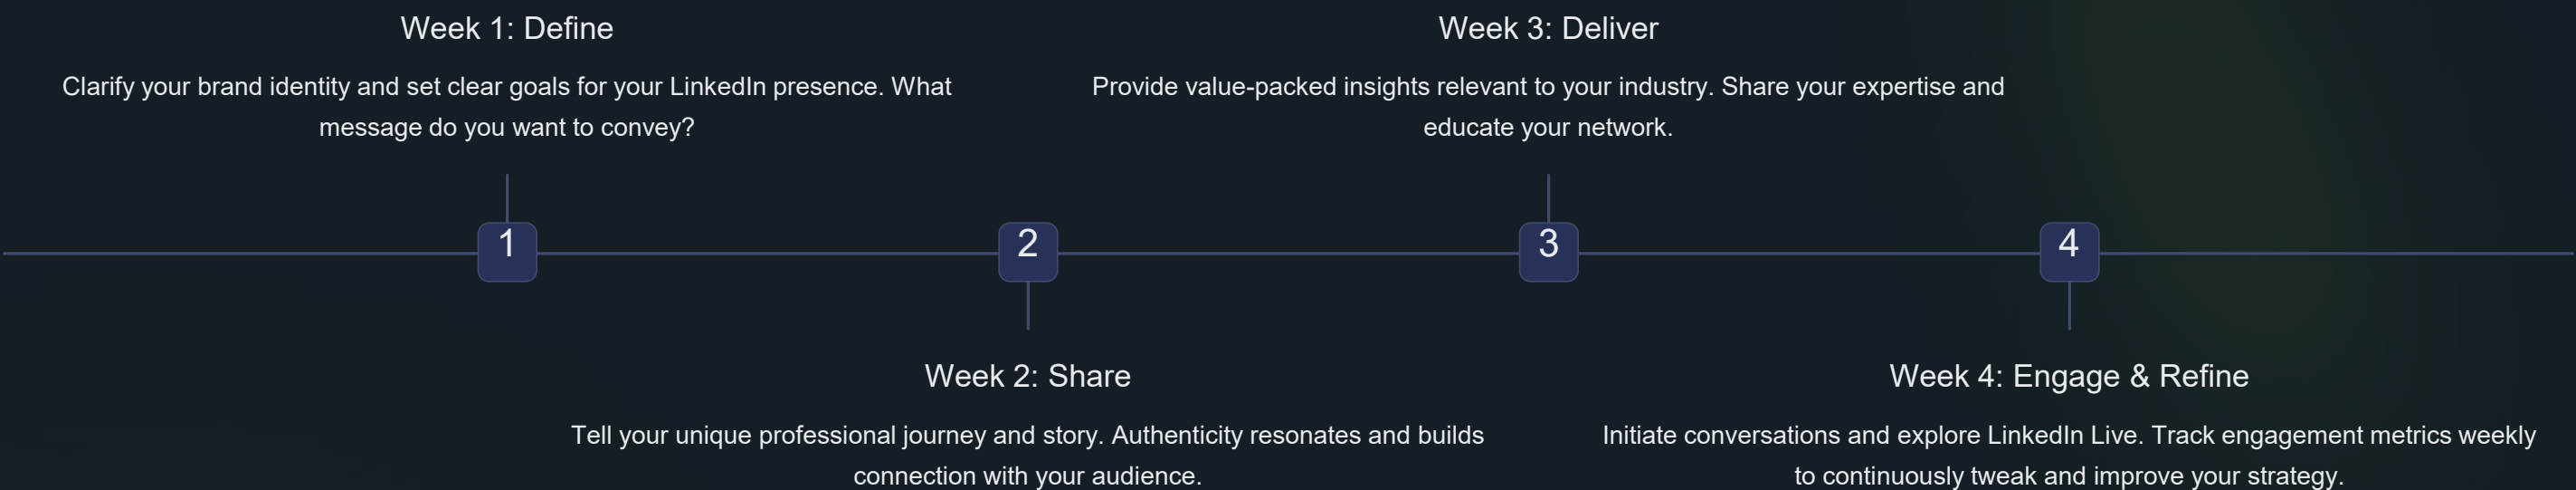 Week 1: Define
Clarify your brand identity and set clear goals for your LinkedIn presence. What
message do you want to convey?
Week 3: Deliver
Provide value-packed insights relevant to your industry. Share your expertise and
educate your network.
1
2
3
4
Week 2: Share
Tell your unique professional journey and story. Authenticity resonates and builds
connection with your audience.
Week 4: Engage & Refine
Initiate conversations and explore LinkedIn Live. Track engagement metrics weekly
to continuously tweak and improve your strategy.